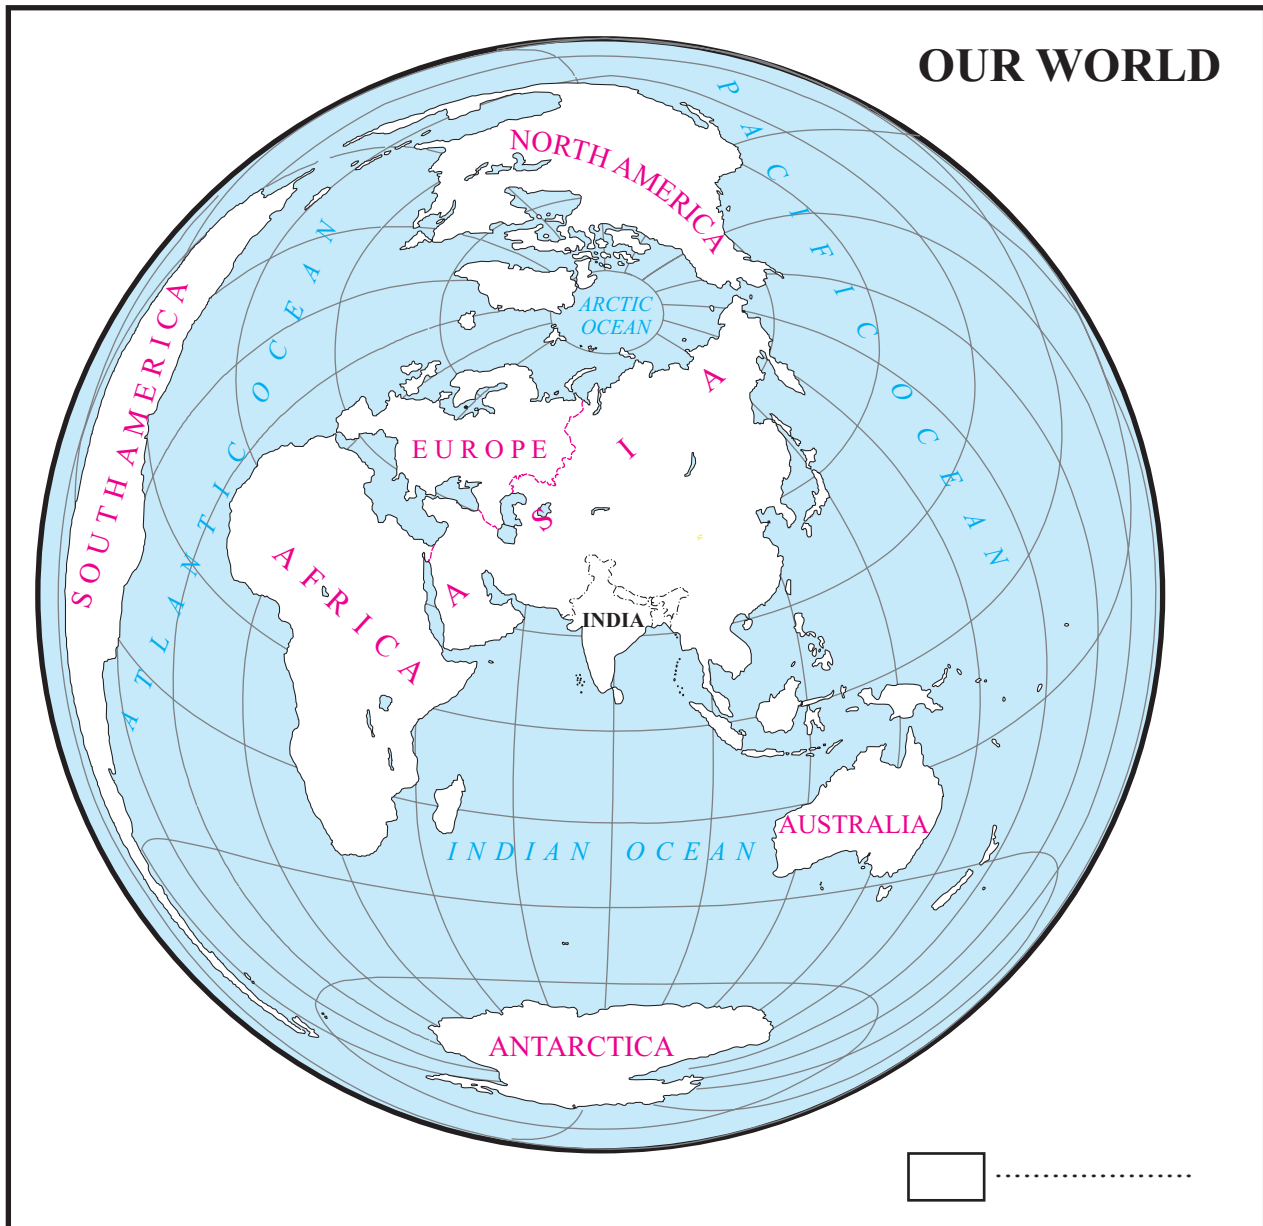 OUR WORLD
PACIFIC OCEAN
NORTH AMERICA
ATLANTIC OCEAN
ARCTIC
OCEAN
SOUTH AMERICA
EUROPE
ASIA
AFRICA
INDIA
AUSTRALIA
INDIAN OCEAN
ANTARCTICA